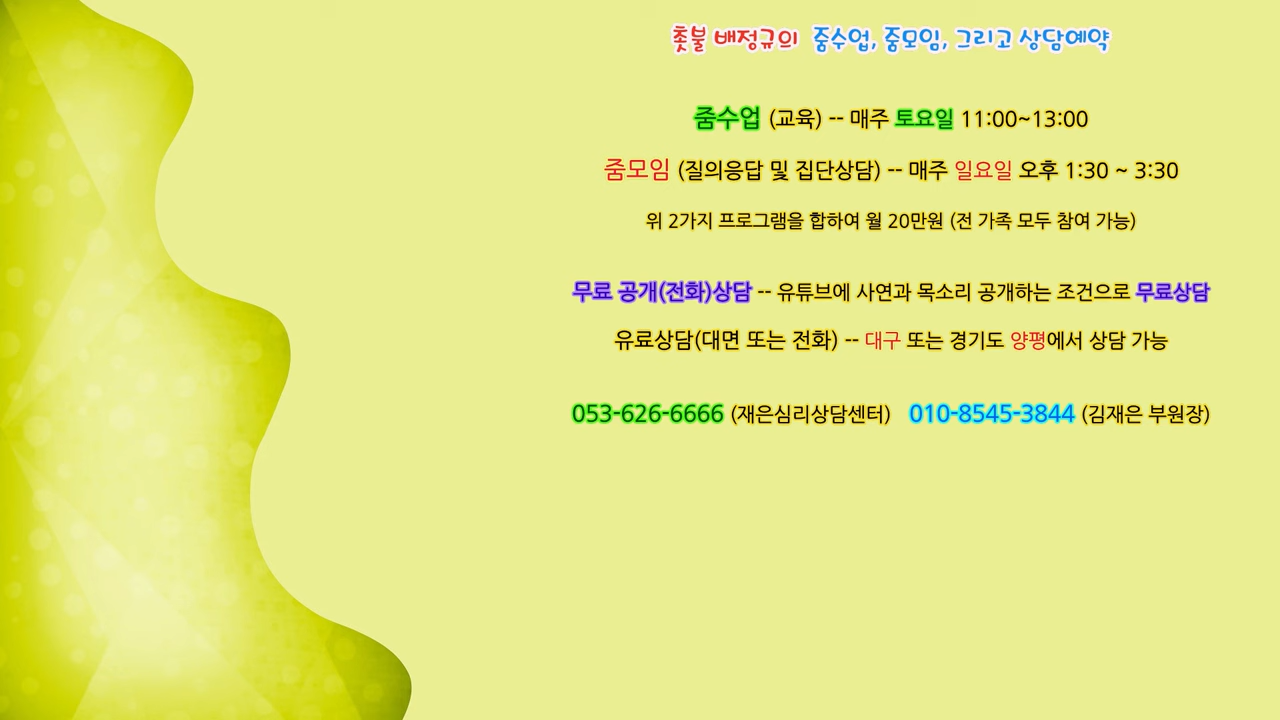 촛불 배정규의 줌수업, 줌모임, 그리고 상담예약
줌수업 (교육) -- 매주 토요일 11:00~13:00
줌모임 (질의응답 및 집단상담) -- 매주 일요일 오후 1:30 ~ 3:30
위 2가지 프로그램을 합하여 월 20만원 (전 가족 모두 참여 가능)
무료 공개(전화)상담 -- 유튜브에 사연과 목소리 공개하는 조건으로 무료상담
유료상담(대면 또는 전화) -- 대구 또는 경기도 양평에서 상담 가능
053-626-6666 (재은심리상담센터) 010-8545-3844 (김재은 부원장)